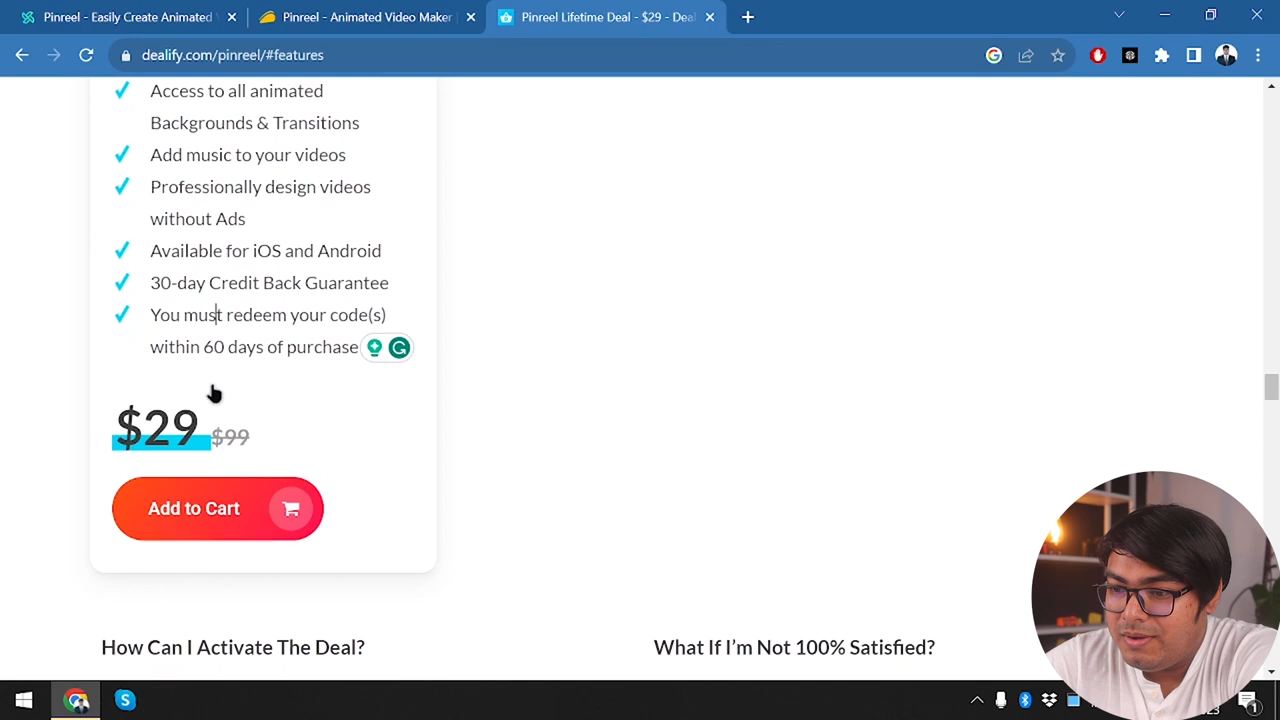 Pinreel - Easily Create Animated V
Pinreel - Animated Video Maker
Pinreel Lifetime Deal - $29 - Deal
dealify.com/pinreel/#features
Access to all animated
Backgrounds & Transitions
Add music to your videos
Professionally design videos
without Ads
Available for iOS and Android
30-day Credit Back Guarantee
You must redeem your code(s)
within 60 days of purchase
$29 $99
Add to Cart
How Can I Activate The Deal?
What If I'm Not 100% Satisfied?